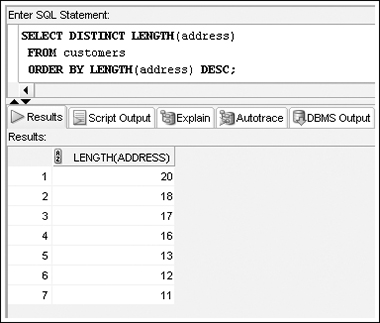 Enter SQL Statement:
SELECT DISTINCT LENGTH(address)
FROM customers
ORDER BY LENGTH(address) DESC;
Results Script Output Explain Autotrace DBMS Output
Results:
LENGTH(ADDRESS)
1 20
2 18
3 17
4 16
5 13
6 12
7 11